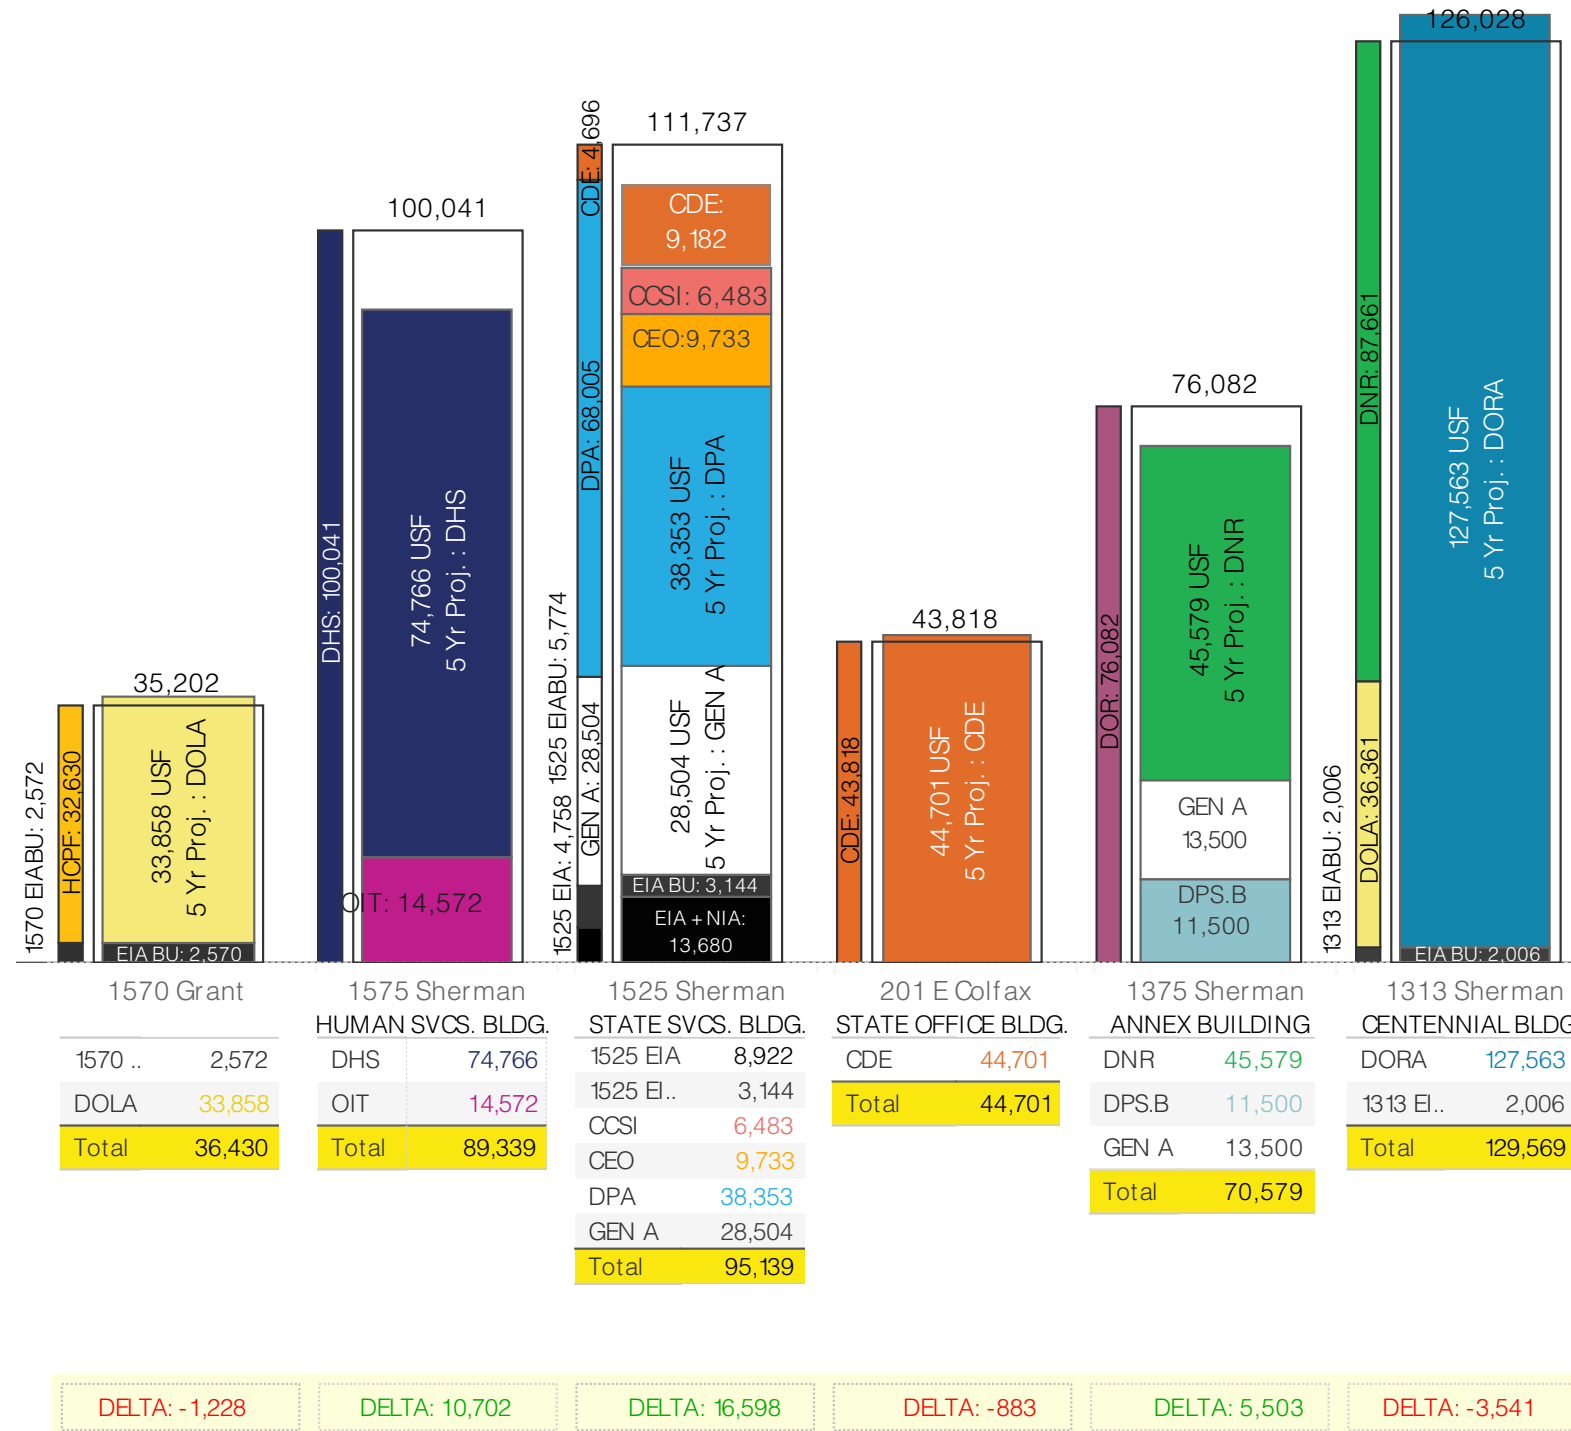 35,202
1570 EIABU: 2,572
HCPF: 32,630
33,858 USF
5 Yr Proj. : DOLA
EIA BU: 2,570
100,041
DHS: 100,041
74,766 USF
5 Yr Proj. : DHS
OIT: 14,572
111,737
1525 EIA: 4,758 1525 EIABU: 5,774
CDE: 4,696
DPA: 68,005
GEN A: 28,504
CDE:
9,182
CCSI: 6,483
CEO:9,733
38,353 USF
5 Yr Proj. : DPA
28,504 USF
5 Yr Proj. : GEN A
EIA BU: 3,144
EIA + NIA:
13,680
43,818
CDE: 43,818
44,701 USF
5 Yr Proj. : CDE
76,082
DOR: 76,082
45,579 USF
5 Yr Proj. : DNR
GEN A
13,500
DPS.B
11,500
126,028
1313 EIABU: 2,006
DNR: 87,661
DOLA: 36,361
127,563 USF
5 Yr Proj. : DORA
EIA BU: 2,006
1570 Grant
1570 .. 2,572
DOLA 33,858
Total 36,430
1575 Sherman
HUMAN SVCS. BLDG.
DHS 74,766
OIT 14,572
Total 89,339
1525 Sherman
STATE SVCS. BLDG.
1525 EIA 8,922
1525 EI.. 3,144
CCSI 6,483
CEO 9,733
DPA 38,353
GEN A 28,504
Total 95,139
201 E Colfax
STATE OFFICE BLDG.
CDE 44,701
Total 44,701
1375 Sherman
ANNEX BUILDING
DNR 45,579
DPS.B 11,500
GEN A 13,500
Total 70,579
1313 Sherman
CENTENNIAL BLDG
DORA 127,563
1313 EI.. 2,006
Total 129,569
DELTA: -1,228
DELTA: 10,702
DELTA: 16,598
DELTA: -883
DELTA: 5,503
DELTA: -3,541